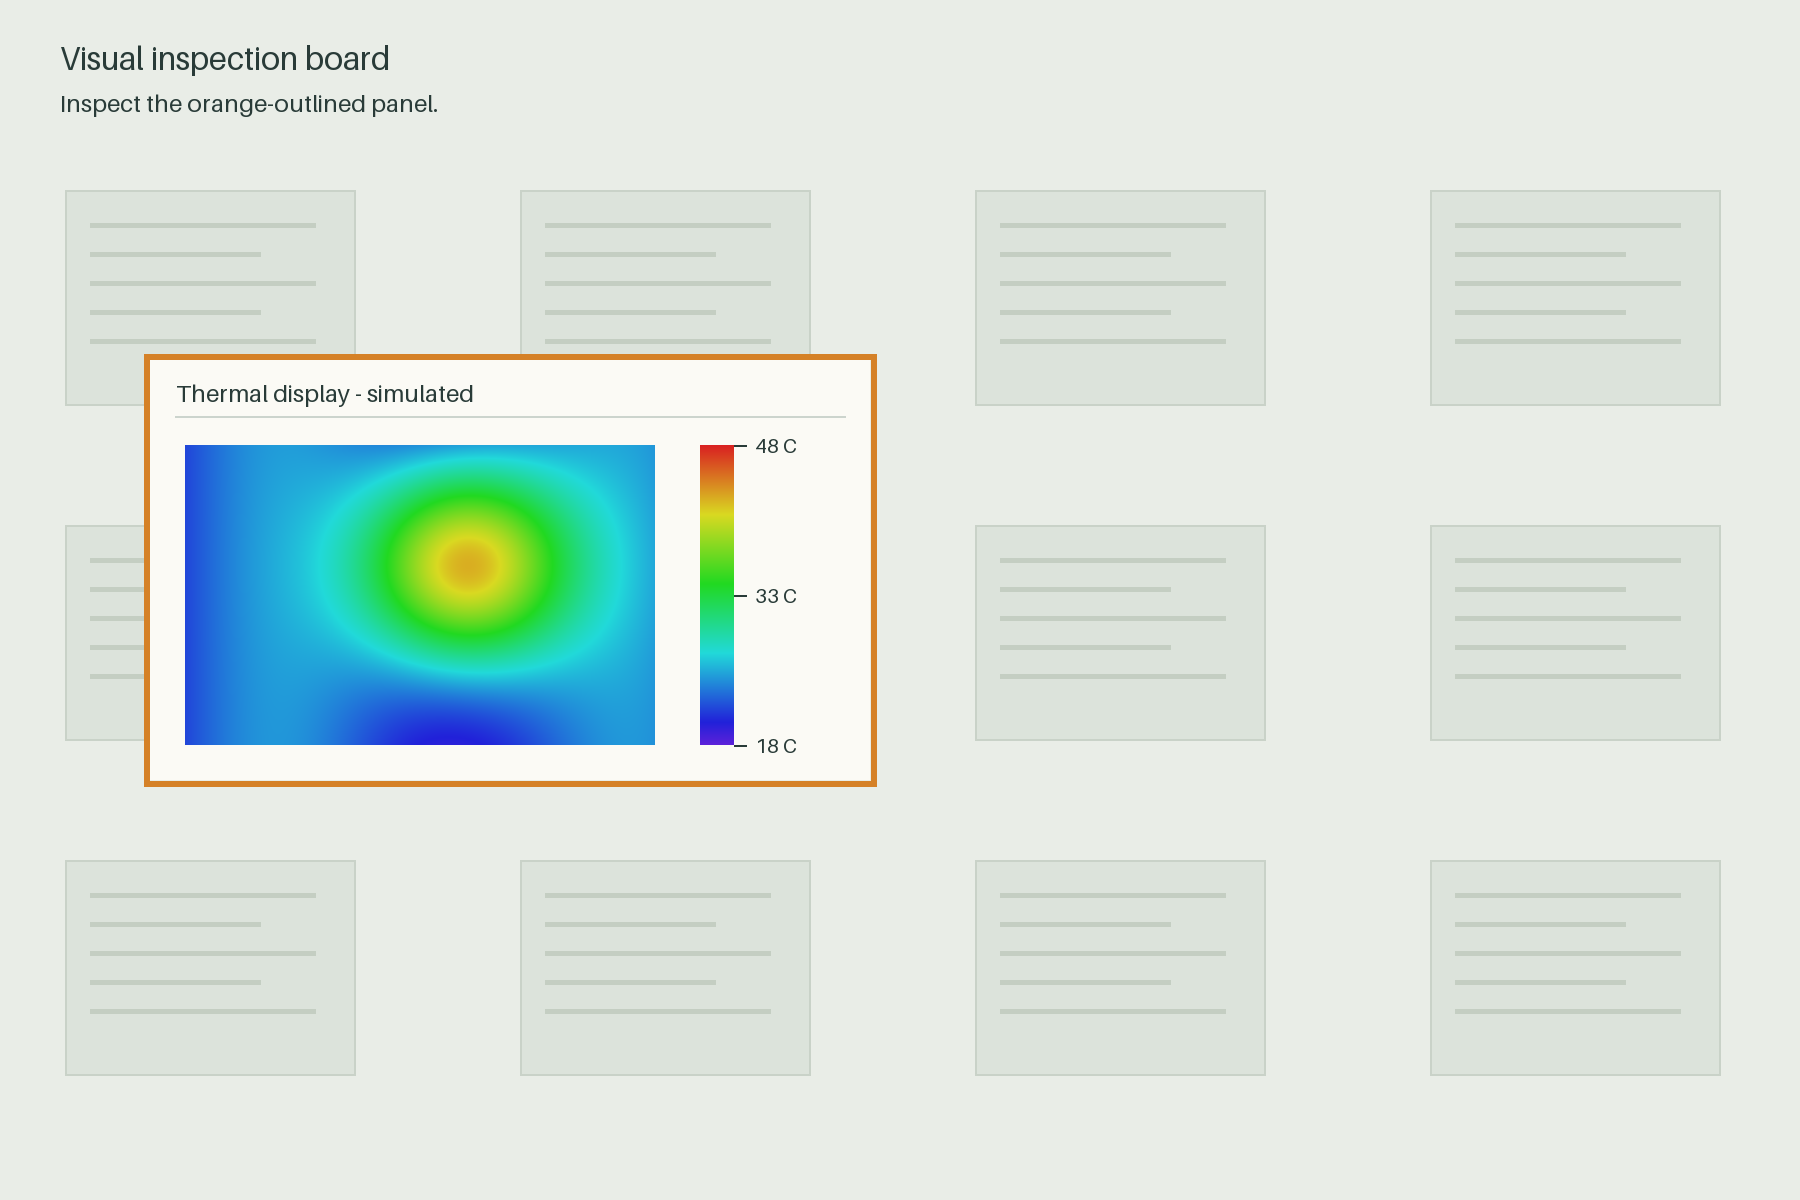 Visual inspection board
Inspect the orange-outlined panel.
Thermal display - simulated
48 C
33 C
18 C